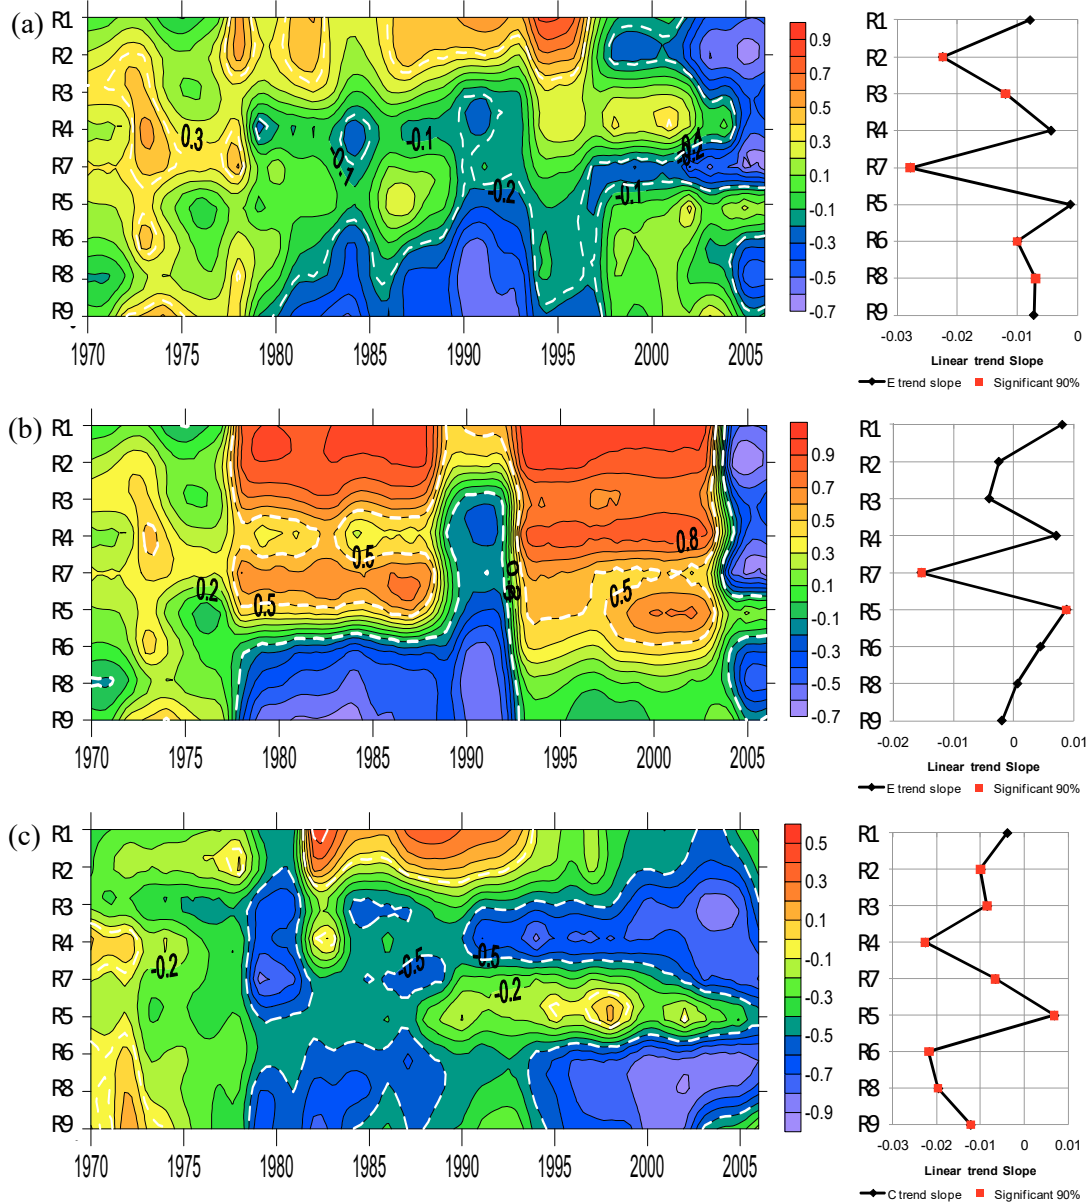 (a)
R1
R2
R3
R4
R7
R5
R6
R8
R9
0.3
-0.1
-0.1
-0.2
-0.1
1970 1975 1980 1985 1990 1995 2000 2005
0.9
0.7
0.5
0.3
0.1
-0.1
-0.3
-0.5
-0.7
R1
R2
R3
R4
R7
R5
R6
R8
R9
-0.03 -0.02 -0.01 0
Linear trend Slope
E trend slope Significant 90%
(b)
R1
R2
R3
R4
R7
R5
R6
R8
R9
0.8
0.5
0.2
0.5
0.5
1970 1975 1980 1985 1990 1995 2000 2005
0.9
0.7
0.5
0.3
0.1
-0.1
-0.3
-0.5
-0.7
R1
R2
R3
R4
R7
R5
R6
R8
R9
-0.02 -0.01 0 0.01
Linear trend Slope
E trend slope Significant 90%
(c)
R1
R2
R3
R4
R7
R5
R6
R8
R9
-0.2
-0.5
-0.5
-0.2
1970 1975 1980 1985 1990 1995 2000 2005
0.5
0.3
0.1
-0.1
-0.3
-0.5
-0.7
-0.9
R1
R2
R3
R4
R7
R5
R6
R8
R9
-0.03 -0.02 -0.01 0 0.01
Linear trend Slope
C trend slope Significant 90%